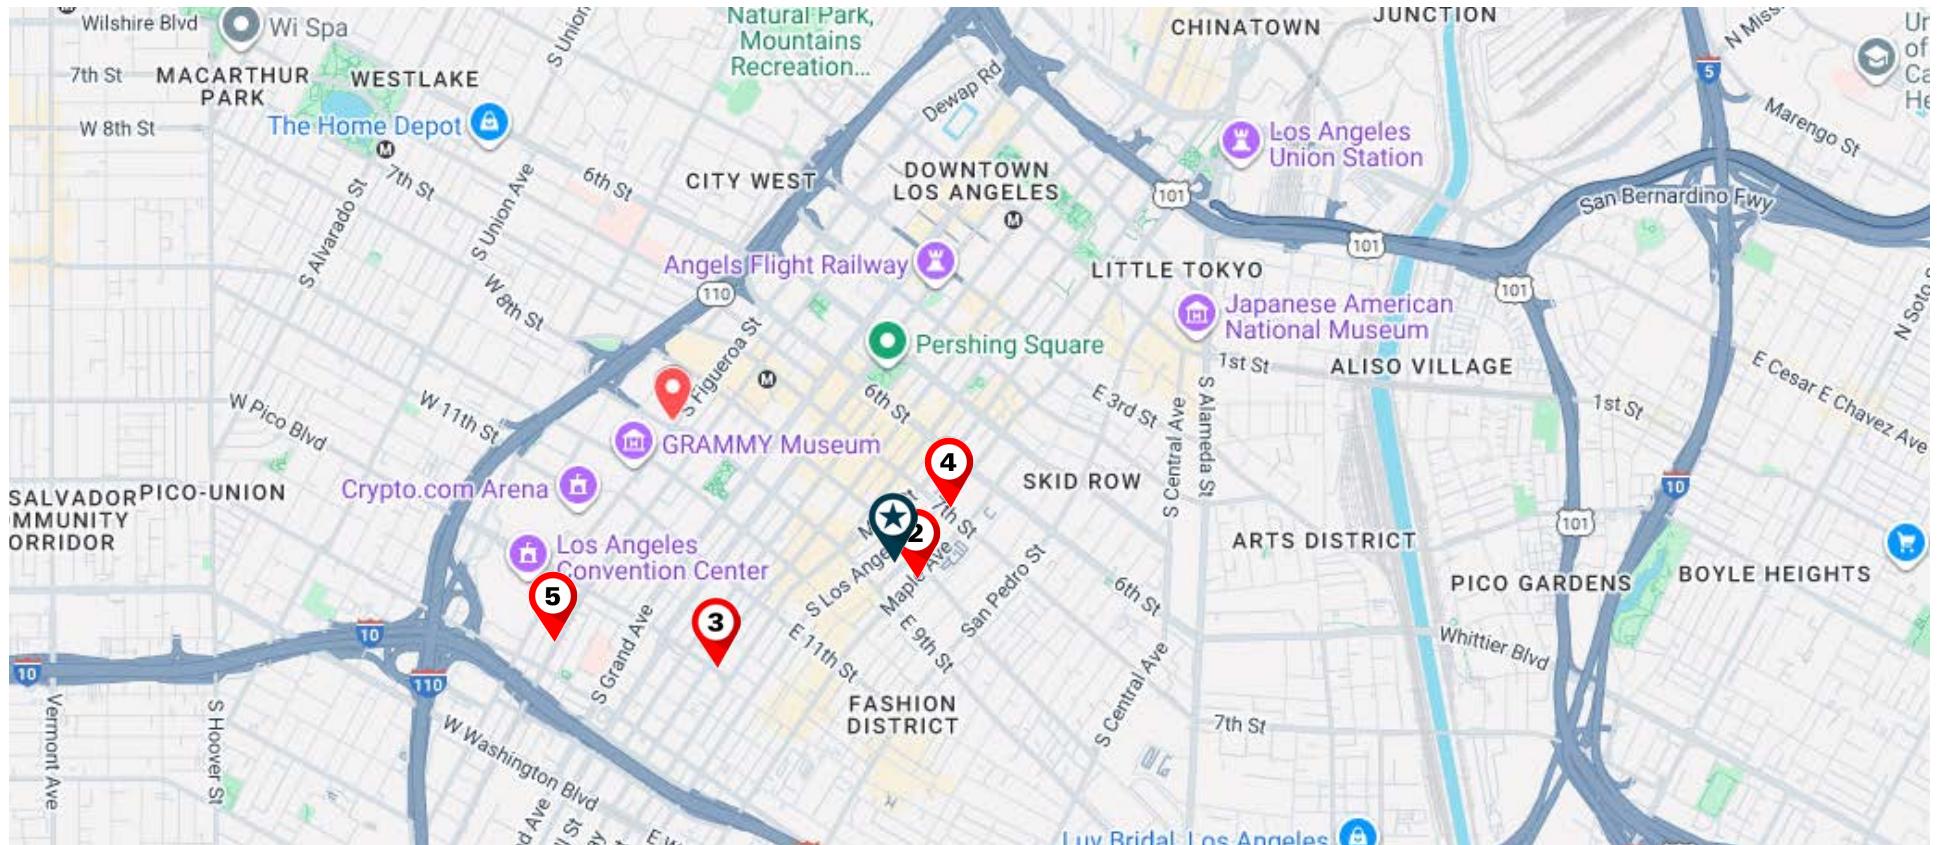 Wilshire Blvd
Wi Spa
S Union
Natural Park,
Mountains
Recreation...
CHINATOWN
JUNCTION
N Miss
5
7th St
MACARTHUR
PARK
WESTLAKE
Dewap Rd
W 8th St
The Home Depot
M
7th St
Marengo St
Los Angeles
Union Station
6th St
CITY WEST
DOWNTOWN
LOS ANGELES
M
101
San Bernardino Fwy
S Alvarado St
S Union Ave
Angels Flight Railway
101
LITTLE TOKYO
110
101
W 8th St
Japanese American
National Museum
N Soto S
S Figueroa St
Pershing Square
1st St
ALISO VILLAGE
E Cesar E Chavez Ave
M
6th St
E 3rd St
1st St
W Pico Blvd
W 11th St
GRAMMY Museum
S Central Ave
S Alameda St
4
SKID ROW
10
SALVADOR
MMUNITY
ORRIDOR
PICO-UNION
Crypto.com Arena
7th St
101
2
Los Angeles
Convention Center
ARTS DISTRICT
PICO GARDENS
BOYLE HEIGHTS
5
S Los Ange
Maple Ave
San Pedro St
6th St
3
10
10
110
E 11th St
E 9th St
Whittier Blvd
S Grand Ave
S Central Ave
FASHION
DISTRICT
7th St
Vermont Ave
S Hoover St
W Washington Blvd
Luv Bridal, Los Angeles